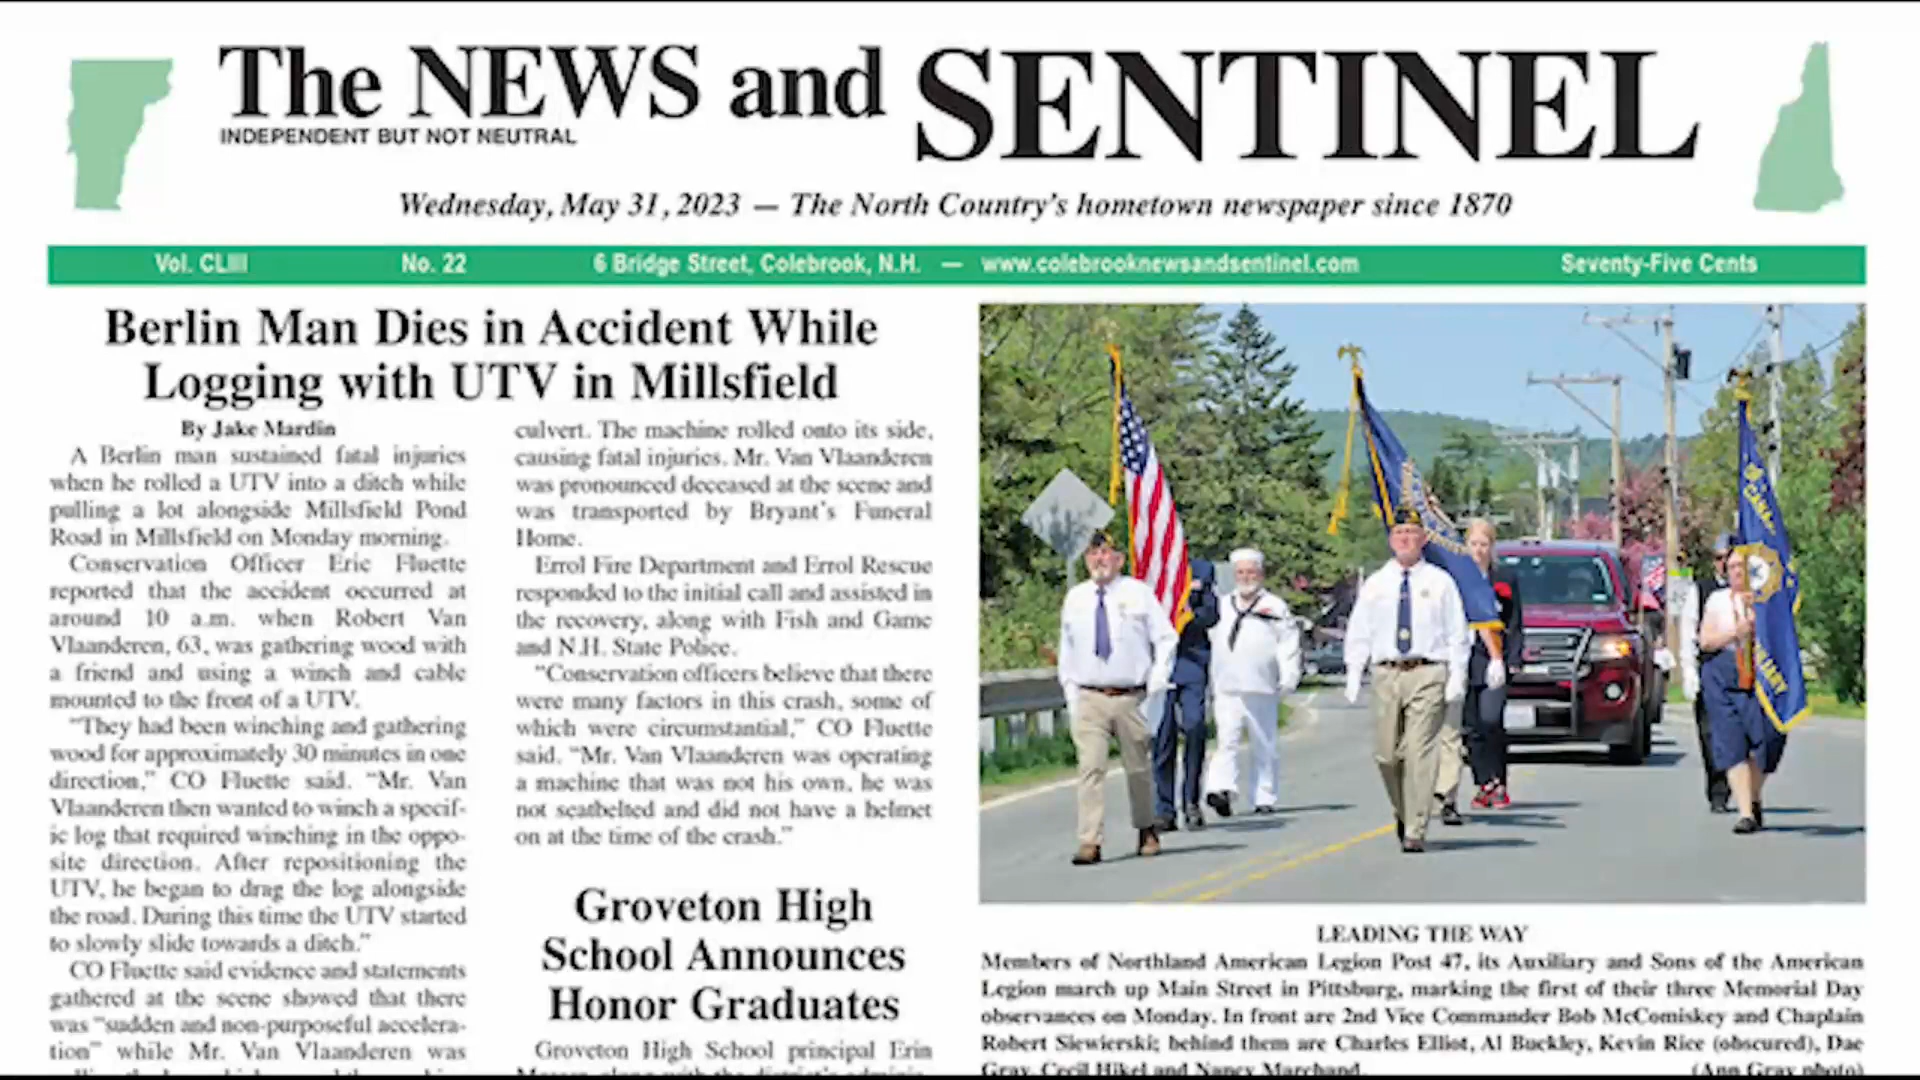 The NEWS and SENTINEL
INDEPENDENT BUT NOT NEUTRAL
Wednesday, May 31, 2023 — The North Country's hometown newspaper since 1870
Vol. CLIII No. 22 6 Bridge Street, Colebrook, N.H. — www.colebrooknewsandsentinel.com Seventy-Five Cents
Berlin Man Dies in Accident While
Logging with UTV in Millsfield
By Jake Mardin
A Berlin man sustained fatal injuries
when he rolled a UTV into a ditch while
pulling a lot alongside Millsfield Pond
Road in Millsfield on Monday morning.
Conservation Officer Eric Fluette
reported that the accident occurred at
around 10 a.m. when Robert Van
Vlaanderen, 63, was gathering wood with
a friend and using a winch and cable
mounted to the front of a UTV.
"They had been winching and gathering
wood for approximately 30 minutes in one
direction," CO Fluette said. "Mr. Van
Vlaanderen then wanted to winch a specif-
ic log that required winching in the oppo-
site direction. After repositioning the
UTV, he began to drag the log alongside
the road. During this time the UTV started
to slowly slide towards a ditch."
CO Fluette said evidence and statements
gathered at the scene showed that there
was "sudden and non-purposeful accelera-
tion" while Mr. Van Vlaanderen was
culvert. The machine rolled onto its side,
causing fatal injuries. Mr. Van Vlaanderen
was pronounced deceased at the scene and
was transported by Bryant's Funeral
Home.
Errol Fire Department and Errol Rescue
responded to the initial call and assisted in
the recovery, along with Fish and Game
and N.H. State Police.
"Conservation officers believe that there
were many factors in this crash, some of
which were circumstantial," CO Fluette
said. "Mr. Van Vlaanderen was operating
a machine that was not his own, he was
not seatbelted and did not have a helmet
on at the time of the crash."
Groveton High
School Announces
Honor Graduates
Groveton High School principal Erin
LEADING THE WAY
Members of Northland American Legion Post 47, its Auxiliary and Sons of the American
Legion march up Main Street in Pittsburg, marking the first of their three Memorial Day
observances on Monday. In front are 2nd Vice Commander Bob McComiskey and Chaplain
Robert Siewierski; behind them are Charles Elliot, Al Buckley, Kevin Rice (obscured), Dae
Gray, Cecil Hikel and Nancy Marchand. (Ann Gray photo)